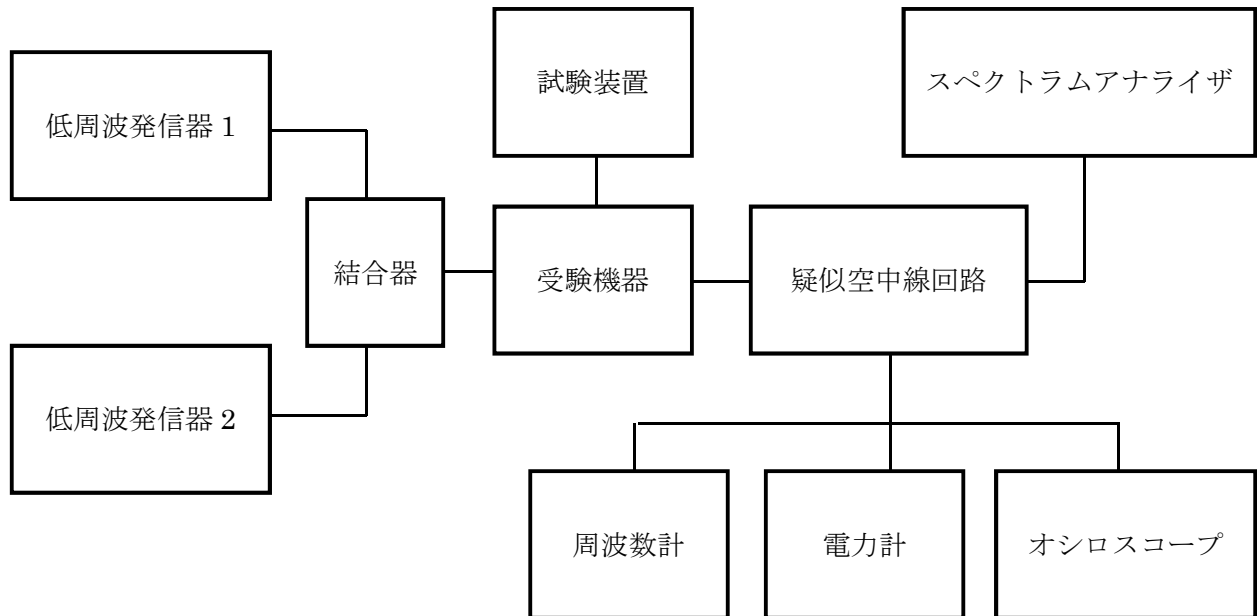 試験装置
スペクトラムアナライザ
低周波発信器 1
結合器
受験機器
疑似空中線回路
低周波発信器 2
周波数計
電力計
オシロスコープ